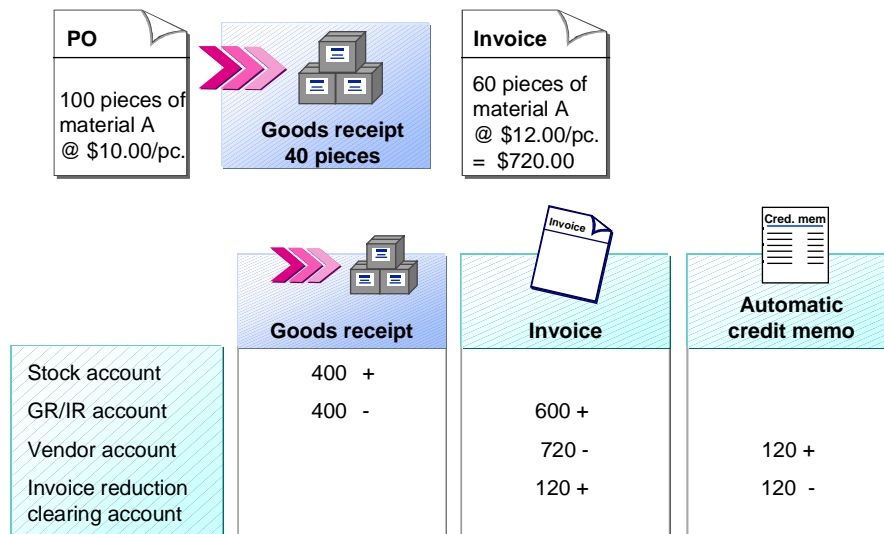 PO
100 pieces of
material A
@ $10.00/pc.
Goods receipt
40 pieces
Invoice
60 pieces of
material A
@ $12.00/pc.
= $720.00
Goods receipt
Invoice
Invoice
Cred. mem
Automatic
credit memo
Stock account 400 +
GR/IR account 400 - 600 +
Vendor account 720 - 120 +
Invoice reduction 120 + 120 -
clearing account